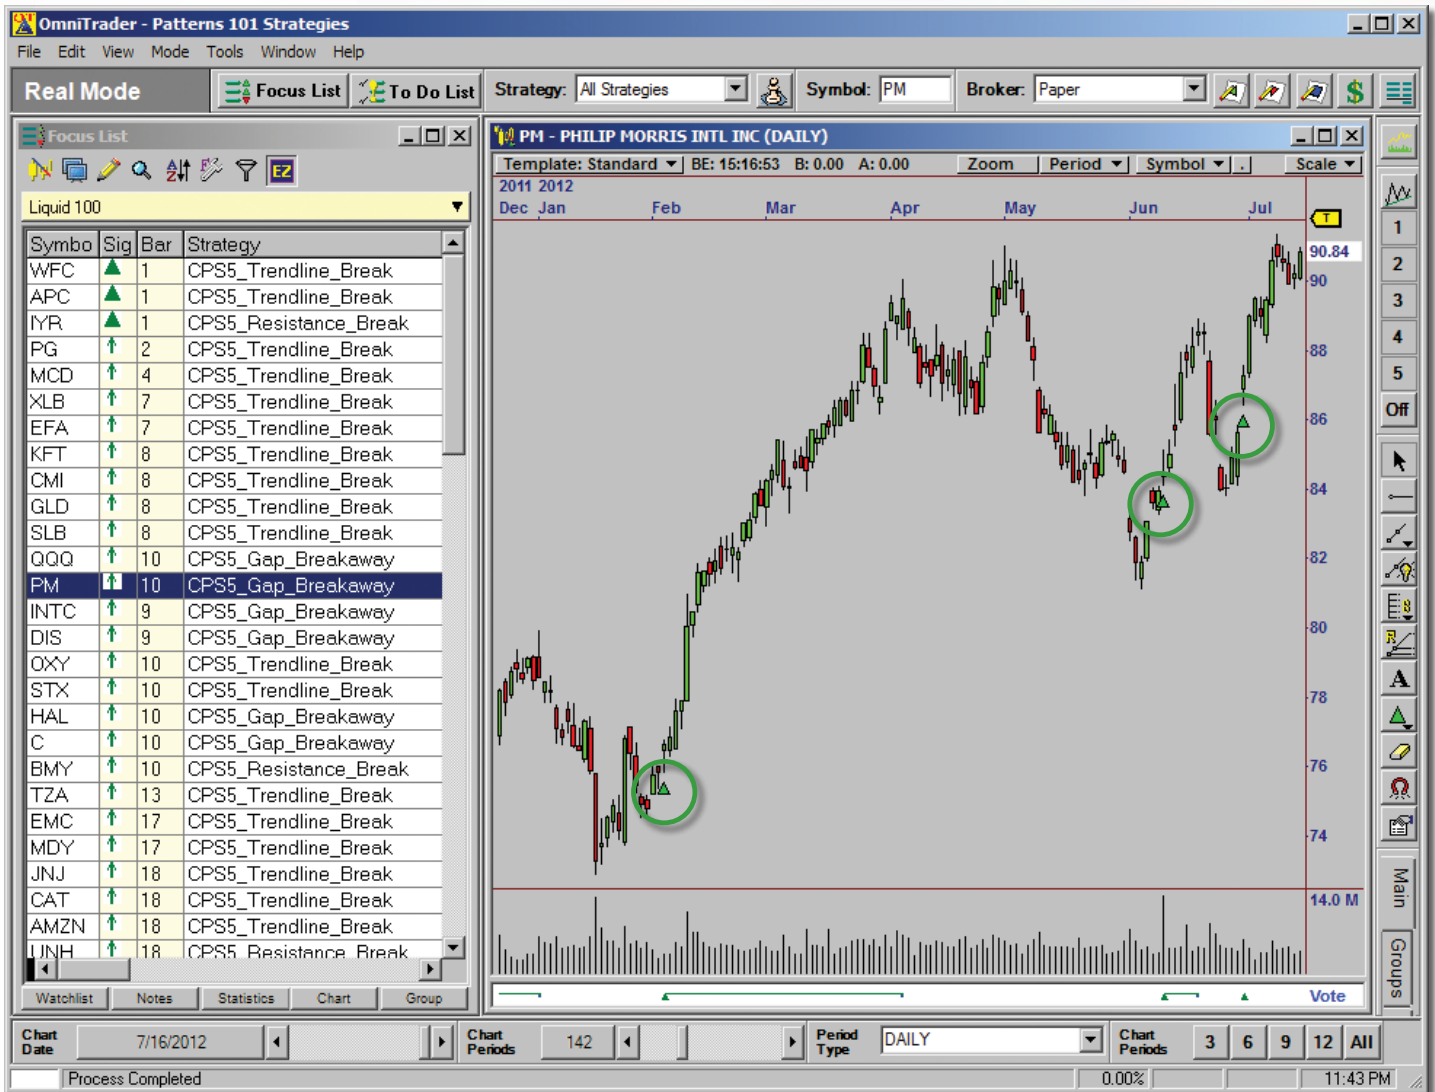 OmniTrader - Patterns 101 Strategies
File Edit View Mode Tools Window Help
Real Mode Focus List To Do List Strategy: All Strategies Symbol: PM Broker: Paper $
Focus List
EZ
Liquid 100
Symbo Sig Bar Strategy
WFC 1 CPS5_Trendline_Break
APC 1 CPS5_Trendline_Break
IYR 1 CPS5_Resistance_Break
PG 2 CPS5_Trendline_Break
MCD 4 CPS5_Trendline_Break
XLB 7 CPS5_Trendline_Break
EFA 7 CPS5_Trendline_Break
KFT 8 CPS5_Trendline_Break
CMI 8 CPS5_Trendline_Break
GLD 8 CPS5_Trendline_Break
SLB 8 CPS5_Trendline_Break
QQQ 10 CPS5_Gap_Breakaway
PM 10 CPS5_Gap_Breakaway
INTC 9 CPS5_Gap_Breakaway
DIS 9 CPS5_Gap_Breakaway
OXY 10 CPS5_Trendline_Break
STX 10 CPS5_Trendline_Break
HAL 10 CPS5_Gap_Breakaway
C 10 CPS5_Gap_Breakaway
BMY 10 CPS5_Resistance_Break
TZA 13 CPS5_Trendline_Break
EMC 17 CPS5_Trendline_Break
MDY 17 CPS5_Trendline_Break
JNJ 18 CPS5_Trendline_Break
CAT 18 CPS5_Trendline_Break
AMZN 18 CPS5_Trendline_Break
UNH 18 CPS5_Resistance_Break
Watchlist Notes Statistics Chart Group
PM - PHILIP MORRIS INTL INC (DAILY)
Template: Standard BE: 15:16:53 B: 0.00 A: 0.00 Zoom Period Symbol . Scale
2011 2012
Dec Jan Feb Mar Apr May Jun Jul
T
90.84
90
88
86
84
82
80
78
76
74
14.0 M
Vote
1
2
3
4
5
Off
8
R
A
Main
Groups
Chart Date 7/16/2012 Chart Periods 142 Period Type DAILY Chart Periods 3 6 9 12 All
Process Completed 0.00% 11:43 PM